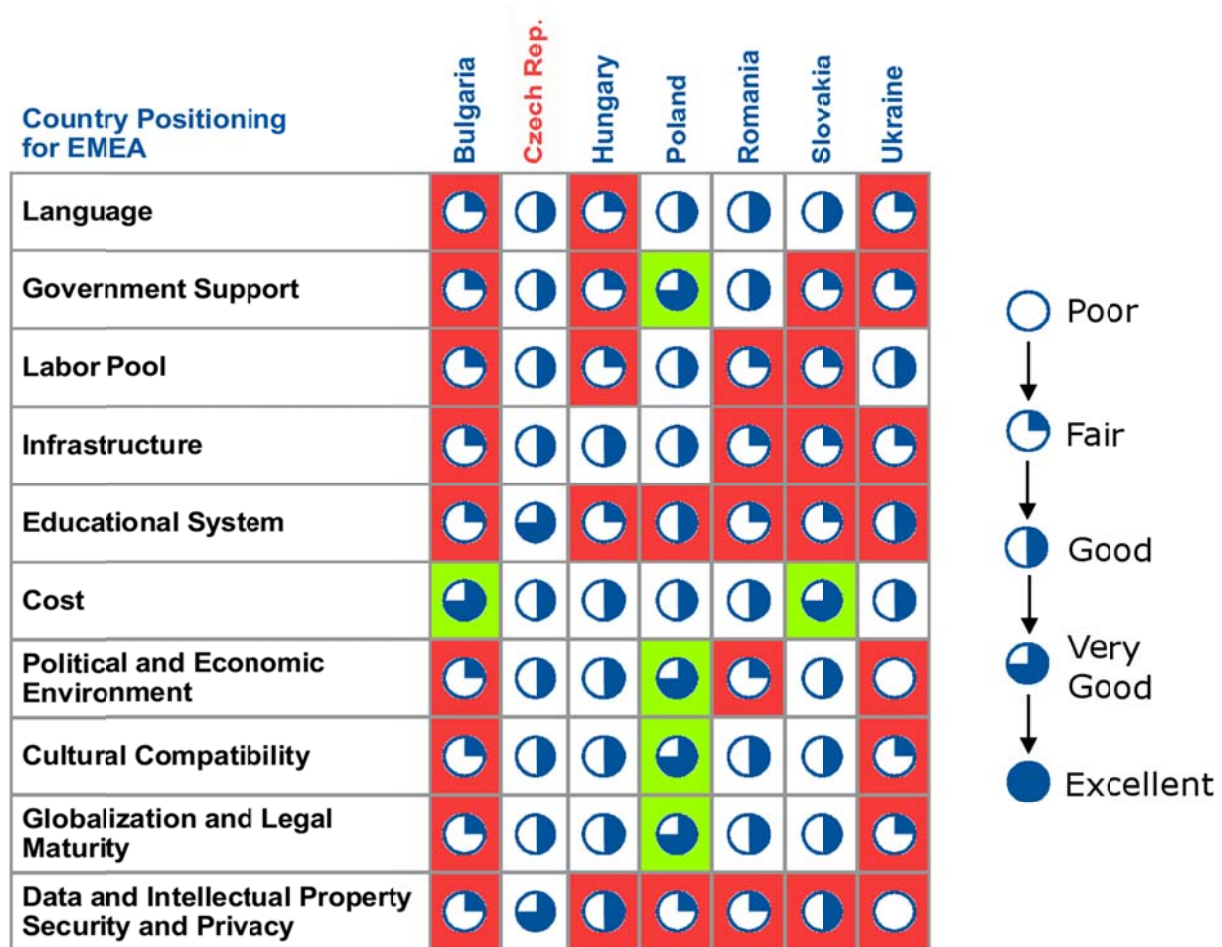 Country Positioning
for EMEA
Bulgaria
Czech Rep.
Hungary
Poland
Romania
Slovakia
Ukraine
Language
Government Support
Labor Pool
Infrastructure
Educational System
Cost
Political and Economic
Environment
Cultural Compatibility
Globalization and Legal
Maturity
Data and Intellectual Property
Security and Privacy
Poor
Fair
Good
Very
Good
Excellent